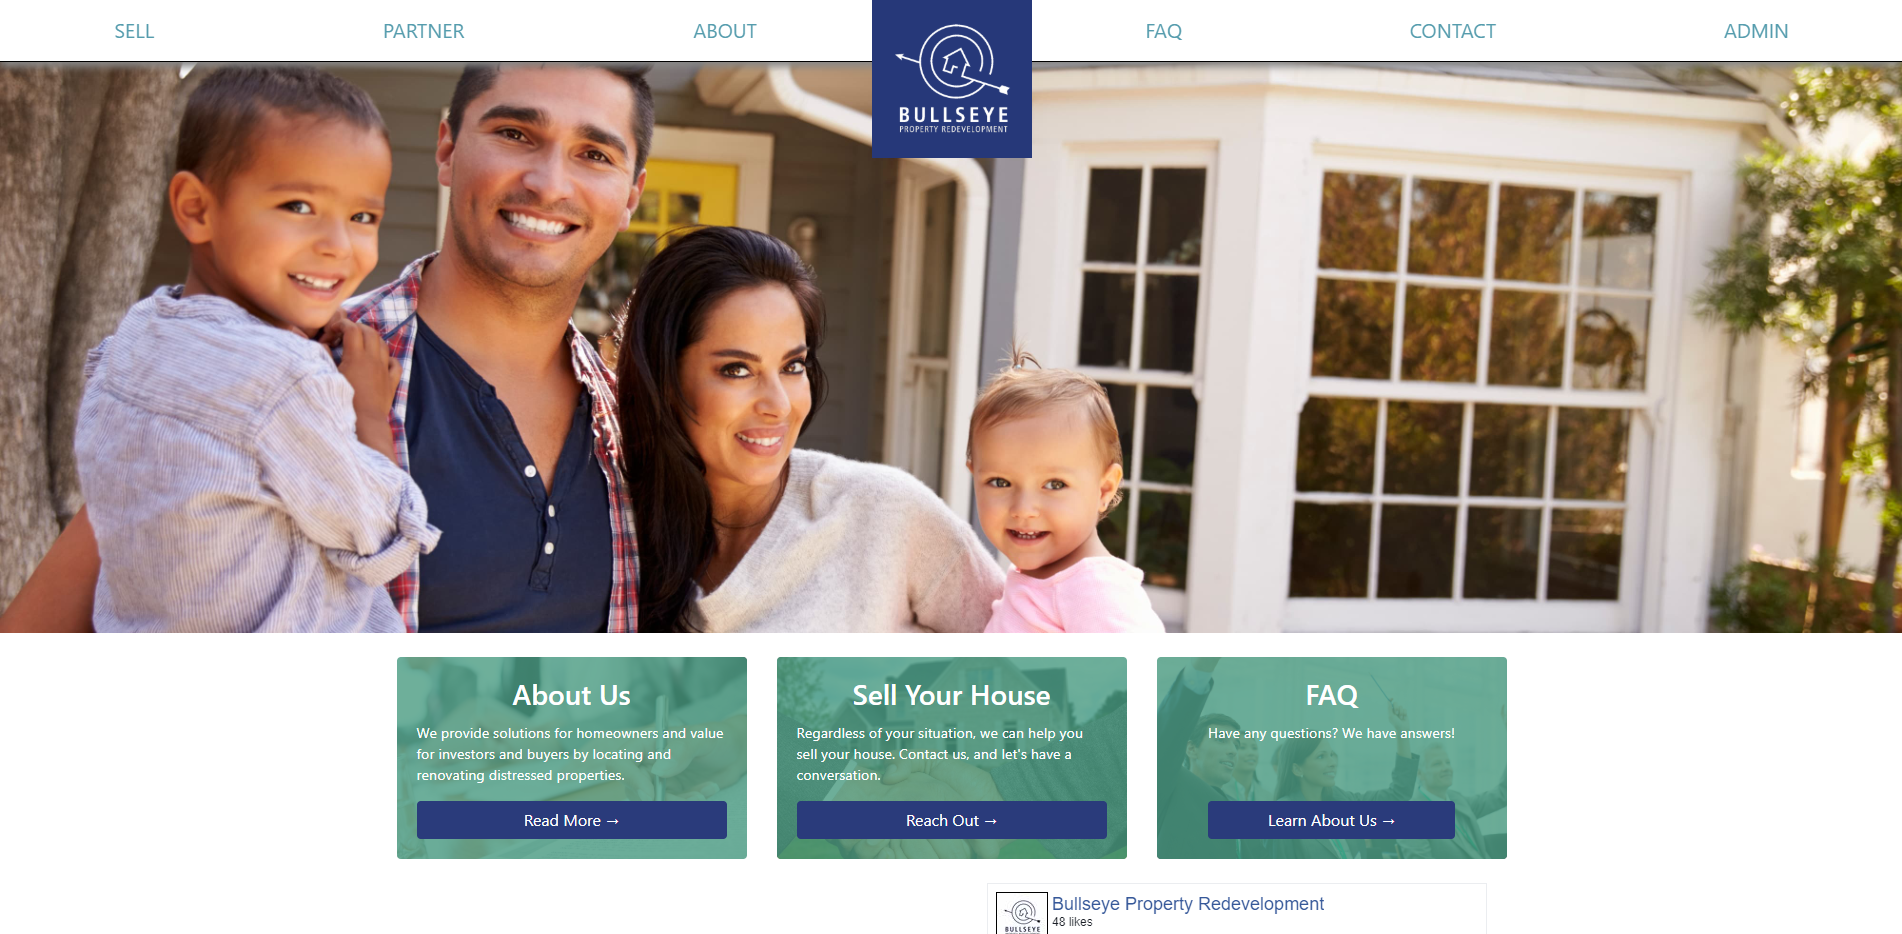 SELL
PARTNER
ABOUT
BULLSEYE
PROPERTY REDEVELOPMENT
FAQ
CONTACT
ADMIN
About Us
We provide solutions for homeowners and value
for investors and buyers by locating and
renovating distressed properties.
Read More →
Sell Your House
Regardless of your situation, we can help you
sell your house. Contact us, and let's have a
conversation.
Reach Out →
FAQ
Have any questions? We have answers!
Learn About Us →
BULLSEYE
Bullseye Property Redevelopment
48 likes